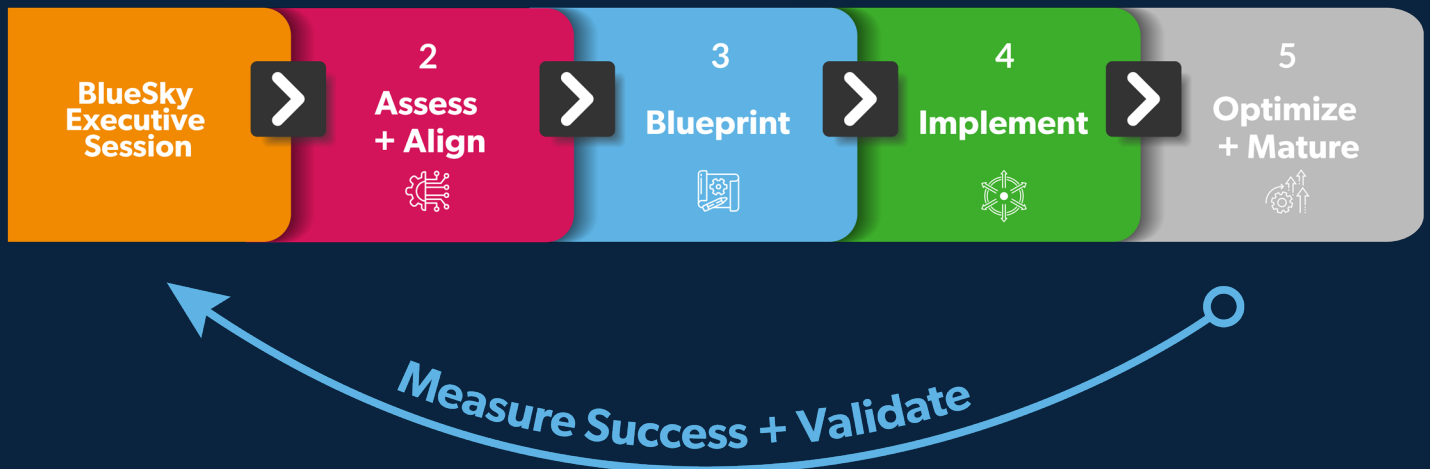 BlueSky
Executive
Session
2
Assess
+ Align
3
Blueprint
4
Implement
5
Optimize
+ Mature
Measure Success + Validate